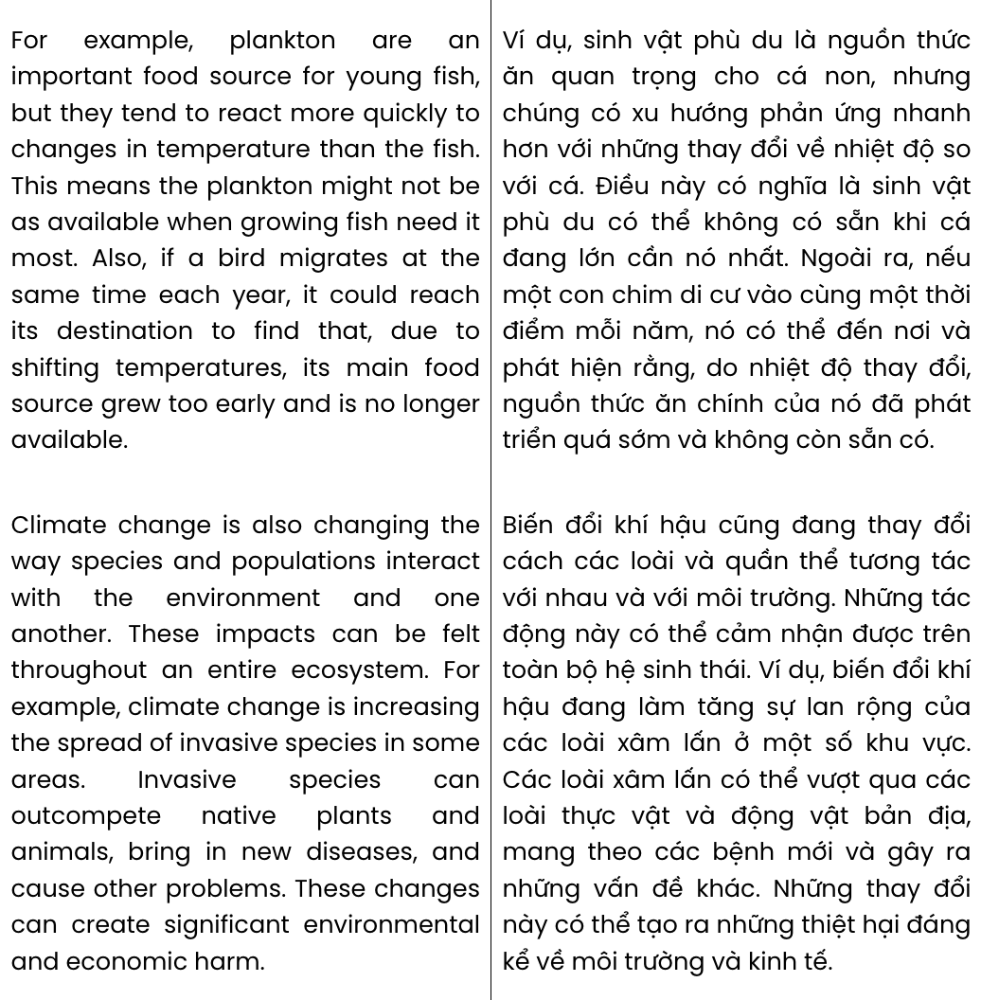 For example, plankton are an
important food source for young fish,
but they tend to react more quickly to
changes in temperature than the fish.
This means the plankton might not be
as available when growing fish need it
most. Also, if a bird migrates at the
same time each year, it could reach
its destination to find that, due to
shifting temperatures, its main food
source grew too early and is no longer
available.
Climate change is also changing the
way species and populations interact
with the environment and one
another. These impacts can be felt
throughout an entire ecosystem. For
example, climate change is increasing
the spread of invasive species in some
areas. Invasive species can
outcompete native plants and
animals, bring in new diseases, and
cause other problems. These changes
can create significant environmental
and economic harm.
Ví dụ, sinh vật phù du là nguồn thức
ăn quan trọng cho cá non, nhưng
chúng có xu hướng phản ứng nhanh
hơn với những thay đổi về nhiệt độ so
với cá. Điều này có nghĩa là sinh vật
phù du có thể không có sẵn khi cá
đang lớn cần nó nhất. Ngoài ra, nếu
một con chim di cư vào cùng một thời
điểm mỗi năm, nó có thể đến nơi và
phát hiện rằng, do nhiệt độ thay đổi,
nguồn thức ăn chính của nó đã phát
triển quá sớm và không còn sẵn có.
Biến đổi khí hậu cũng đang thay đổi
cách các loài và quần thể tương tác
với nhau và với môi trường. Những tác
động này có thể cảm nhận được trên
toàn bộ hệ sinh thái. Ví dụ, biến đổi khí
hậu đang làm tăng sự lan rộng của
các loài xâm lấn ở một số khu vực.
Các loài xâm lấn có thể vượt qua các
loài thực vật và động vật bản địa,
mang theo các bệnh mới và gây ra
những vấn đề khác. Những thay đổi
này có thể tạo ra những thiệt hại đáng
kể về môi trường và kinh tế.